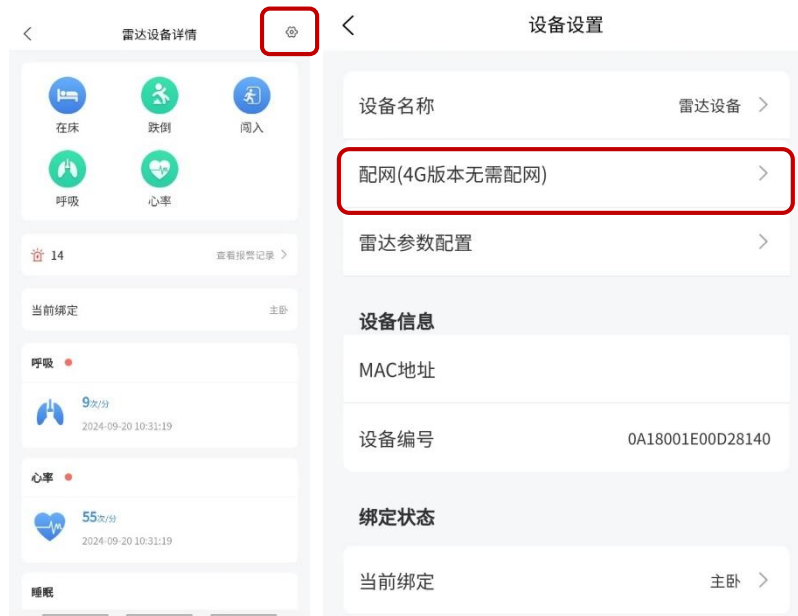 雷达设备详情
在床
跌倒
闯入
呼吸
心率
14
查看报警记录
当前绑定
主卧
呼吸
9次/分
2024-09-20 10:31:19
心率
55次/分
2024-09-20 10:31:19
睡眠
设备设置
设备名称
雷达设备
配网(4G版本无需配网)
雷达参数配置
设备信息
MAC地址
设备编号
0A18001E00D28140
绑定状态
当前绑定
主卧